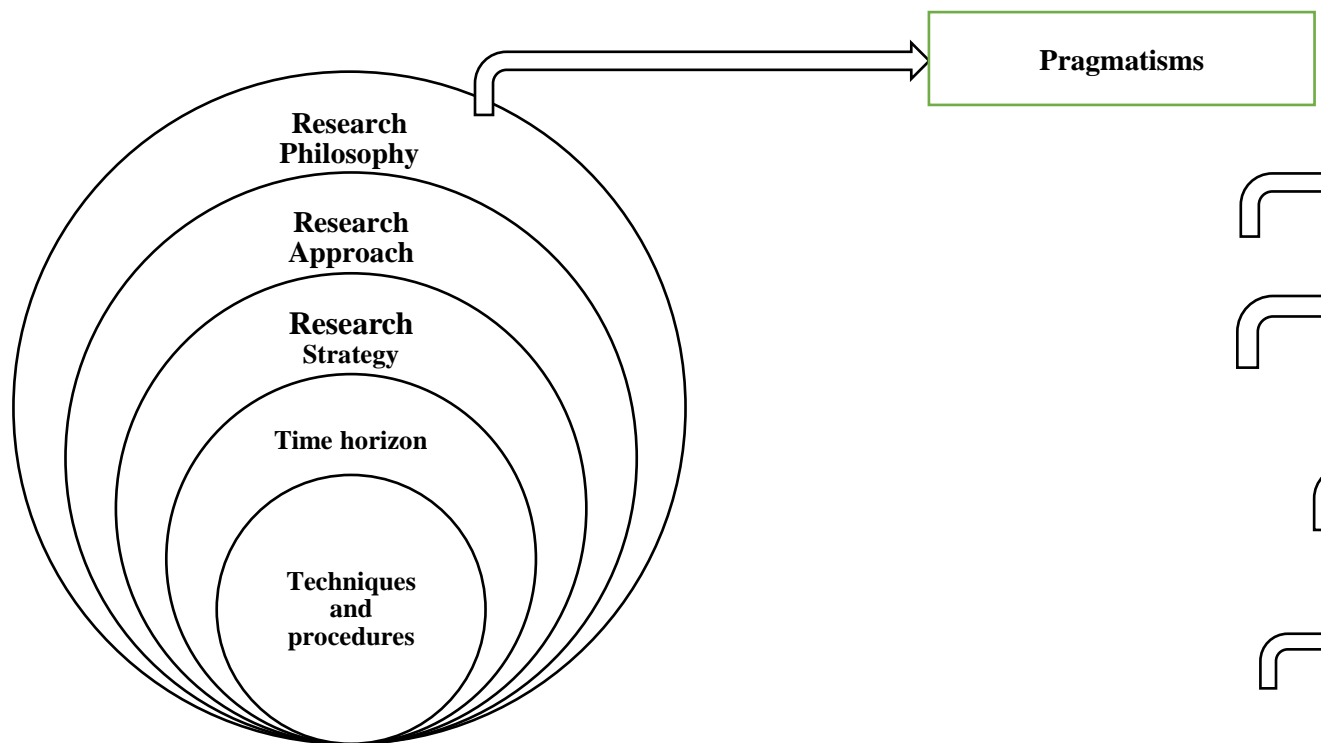 Pragmatisms
Research
Philosophy
Research
Approach
Research
Strategy
Time horizon
Techniques
and
procedures